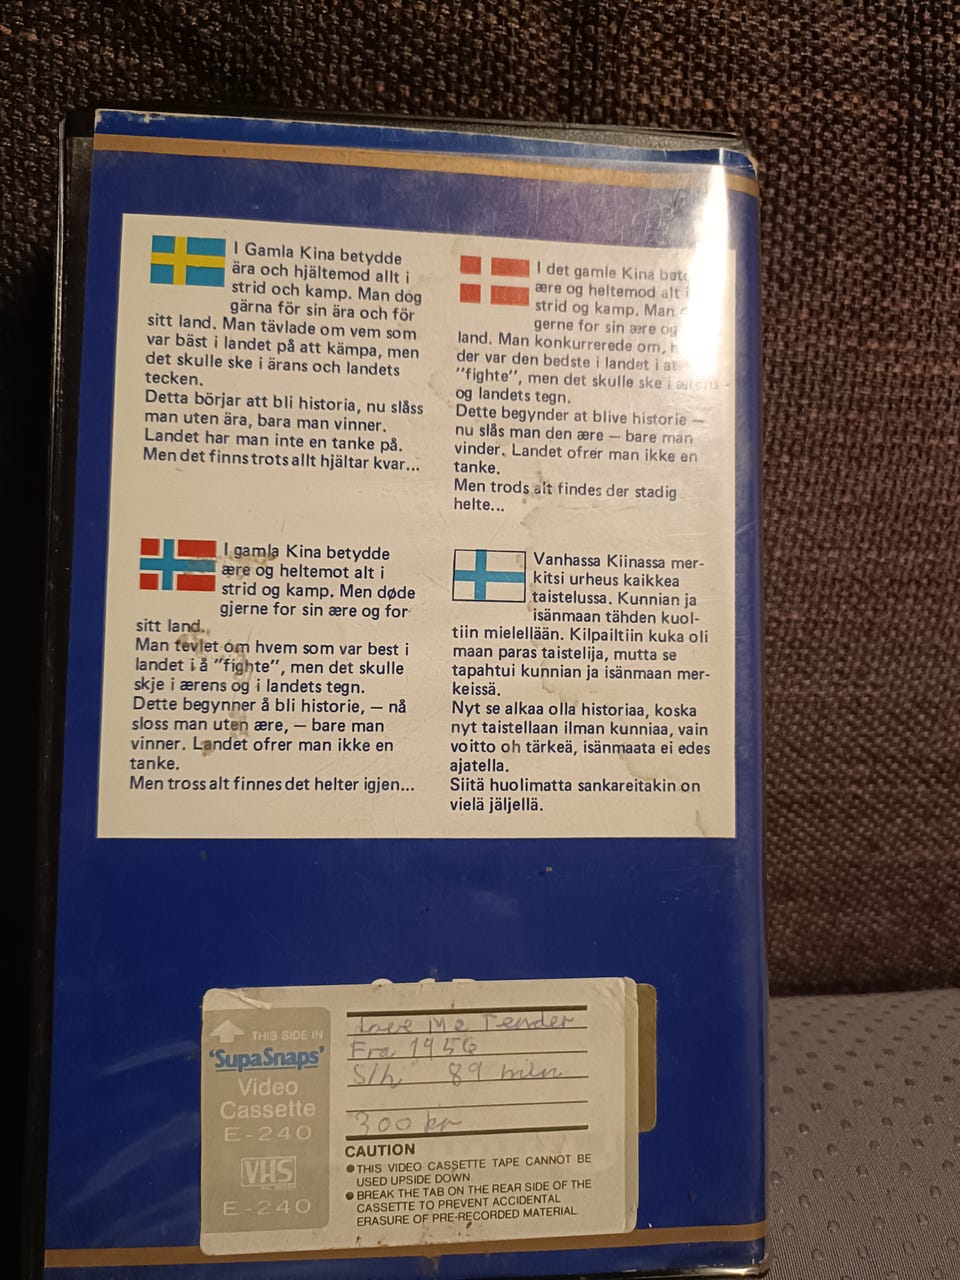 I Gamla Kina betydde
ära och hjältemod allt i
strid och kamp. Man dog
gärna för sin ära och för
sitt land. Man tävlade om vem som
var bäst i landet på att kämpa, men
det skulle ske i ärans och landets
tecken.
Detta börjar att bli historia, nu slåss
man uten ära, bara man vinner.
Landet har man inte en tanke på.
Men det finns trots allt hjältar kvar...
I det gamle Kina
ære og heltemod alt i
strid og kamp. Man
gerne for sin ære og
land. Man konkurrerede om,
der var den bedste i landet i at
"fighte", men det skulle ske i ærens -
og landets tegn.
Dette begynder at blive historie —
nu slås man den ære — bare man
vinder. Landet ofrer man ikke en
tanke.
Men trods alt findes der stadig
helte...
I gamla Kina betydde
ære og heltemot alt i
strid og kamp. Men døde
gjerne for sin ære og for
sitt land.
Man tevlet om hvem som var best i
landet i å "fighte", men det skulle
skje i ærens og i landets tegn.
Dette begynner å bli historie, — nå
sloss man uten ære, — bare man
vinner. Landet ofrer man ikke en
tanke.
Men tross alt finnes det helter igjen...
Vanhassa Kiinassa mer-
kitsi urheus kaikkea
taistelussa. Kunnian ja
isänmaan tähden kuol-
tiin mielellään. Kilpailtiin kuka oli
maan paras taistelija, mutta se
tapahtui kunnian ja isänmaan mer-
keissä.
Nyt se alkaa olla historiaa, koska
nyt taistellaan ilman kunniaa, vain
voitto oh tärkeä, isänmaata ei edes
ajatella.
Siitä huolimatta sankareitakin on
vielä jäljellä.
THIS SIDE IN
'SupaSnaps'
Video
Cassette
E-240
VHS
E-240
Love Me Tender
Fra 1956
S/h 89 min
300 kr
CAUTION
● THIS VIDEO CASSETTE TAPE CANNOT BE
USED UPSIDE DOWN
● BREAK THE TAB ON THE REAR SIDE OF THE
CASSETTE TO PREVENT ACCIDENTAL
ERASURE OF PRE-RECORDED MATERIAL.